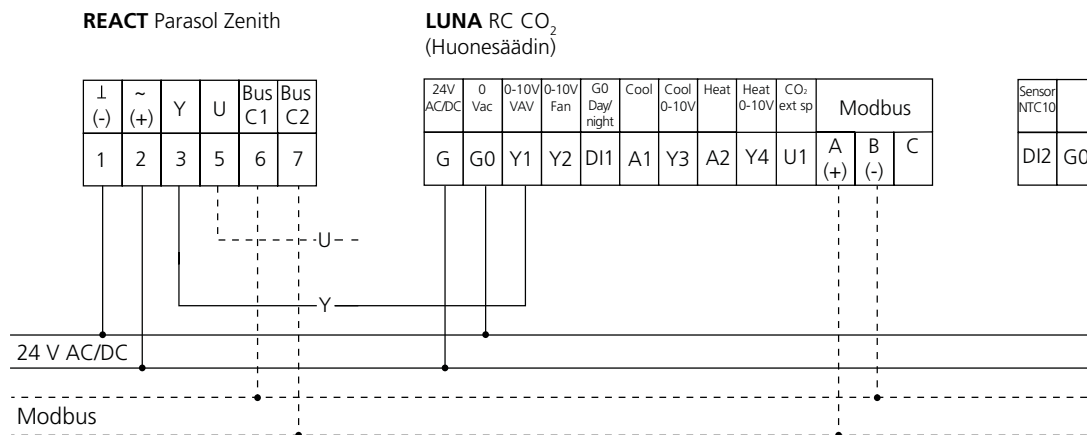 REACT Parasol Zenith
LUNA RC CO₂
(Huonesäädin)
⊥ (-) ~ (+) Y U Bus C1 Bus C2
1 2 3 5 6 7
24V AC/DC 0 Vac 0-10V VAV 0-10V Fan G0 Day/ night Cool Cool 0-10V Heat Heat 0-10V CO₂ ext sp Modbus
G G0 Y1 Y2 DI1 A1 Y3 A2 Y4 U1 A (+) B (-) C
Sensor NTC10
DI2 G0
U
Y
24 V AC/DC
Modbus